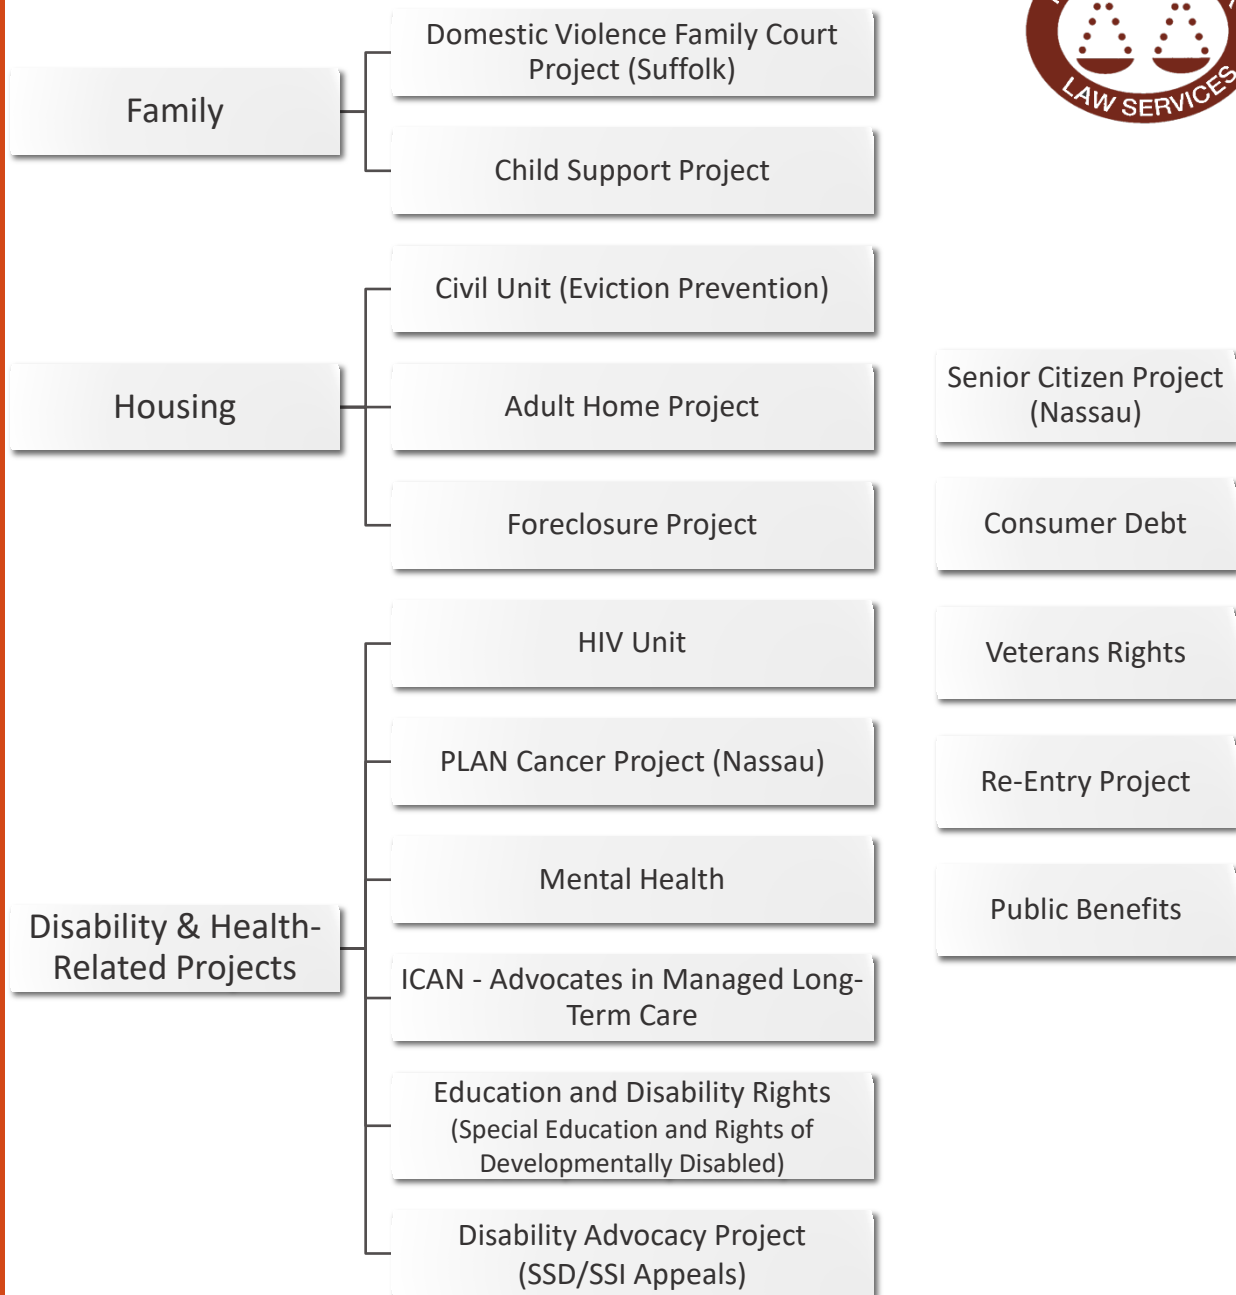 Family
Domestic Violence Family Court
Project (Suffolk)
Child Support Project
Housing
Civil Unit (Eviction Prevention)
Adult Home Project
Foreclosure Project
Disability & Health-
Related Projects
HIV Unit
PLAN Cancer Project (Nassau)
Mental Health
ICAN - Advocates in Managed Long-
Term Care
Education and Disability Rights
(Special Education and Rights of
Developmentally Disabled)
Disability Advocacy Project
(SSD/SSI Appeals)
LAW SERVICES
Senior Citizen Project
(Nassau)
Consumer Debt
Veterans Rights
Re-Entry Project
Public Benefits